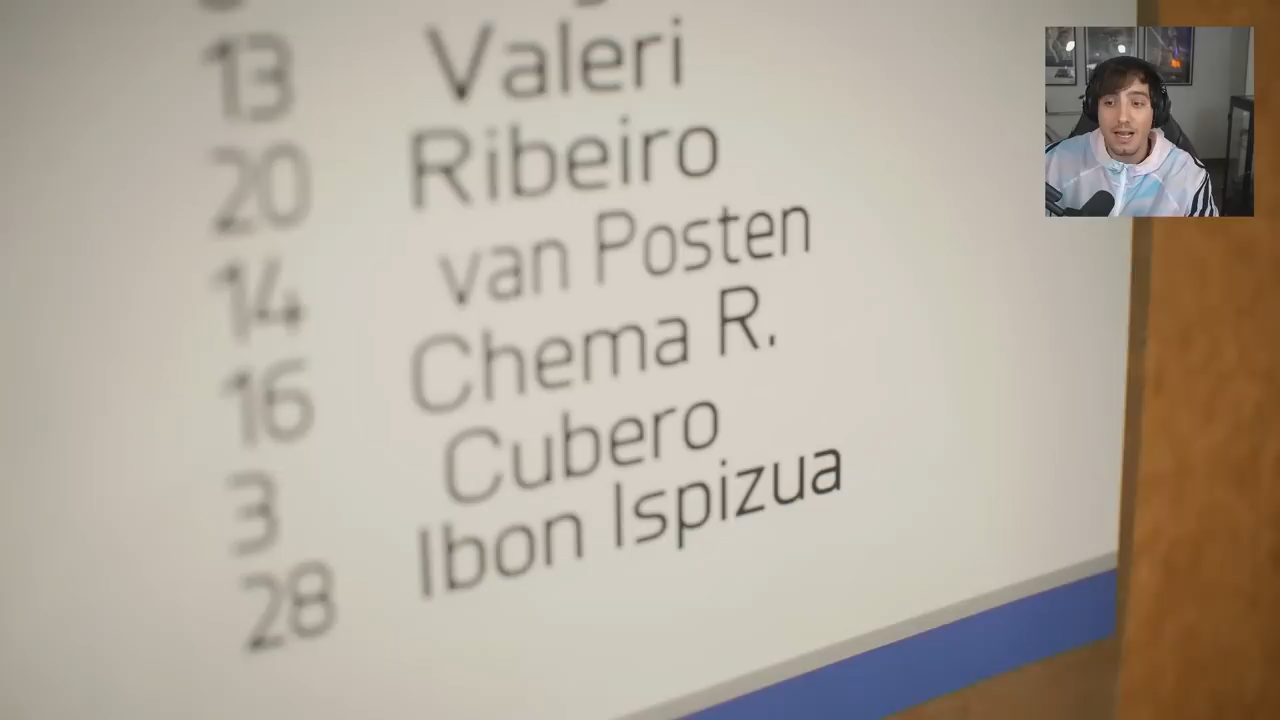 13 Valeri
20 Ribeiro
14 van Posten
16 Chema R.
3 Cubero
28 Ibon Ispizua